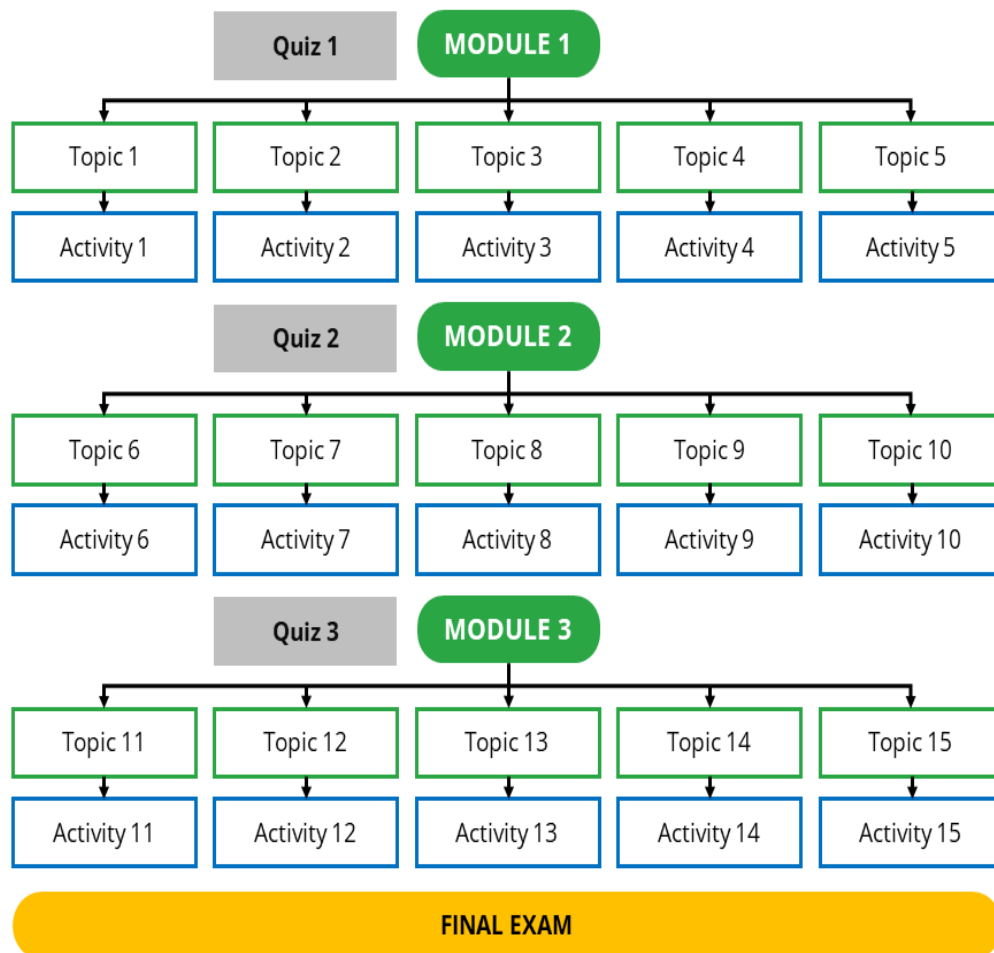 Quiz 1
MODULE 1
Topic 1
Topic 2
Topic 3
Topic 4
Topic 5
Activity 1
Activity 2
Activity 3
Activity 4
Activity 5
Quiz 2
MODULE 2
Topic 6
Topic 7
Topic 8
Topic 9
Topic 10
Activity 6
Activity 7
Activity 8
Activity 9
Activity 10
Quiz 3
MODULE 3
Topic 11
Topic 12
Topic 13
Topic 14
Topic 15
Activity 11
Activity 12
Activity 13
Activity 14
Activity 15
FINAL EXAM